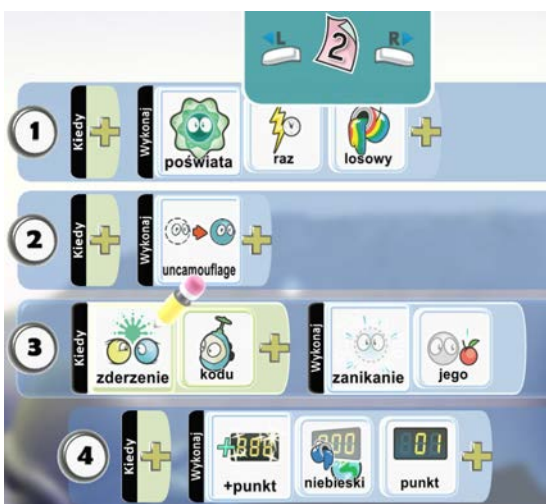 L 2 R
1 Kiedy Wykonaj poświata raz losowy
2 Kiedy Wykonaj uncamouflage
3 Kiedy zderzenie kodu Wykonaj zanikanie jego
4 Kiedy Wykonaj +punkt niebieski 01 punkt